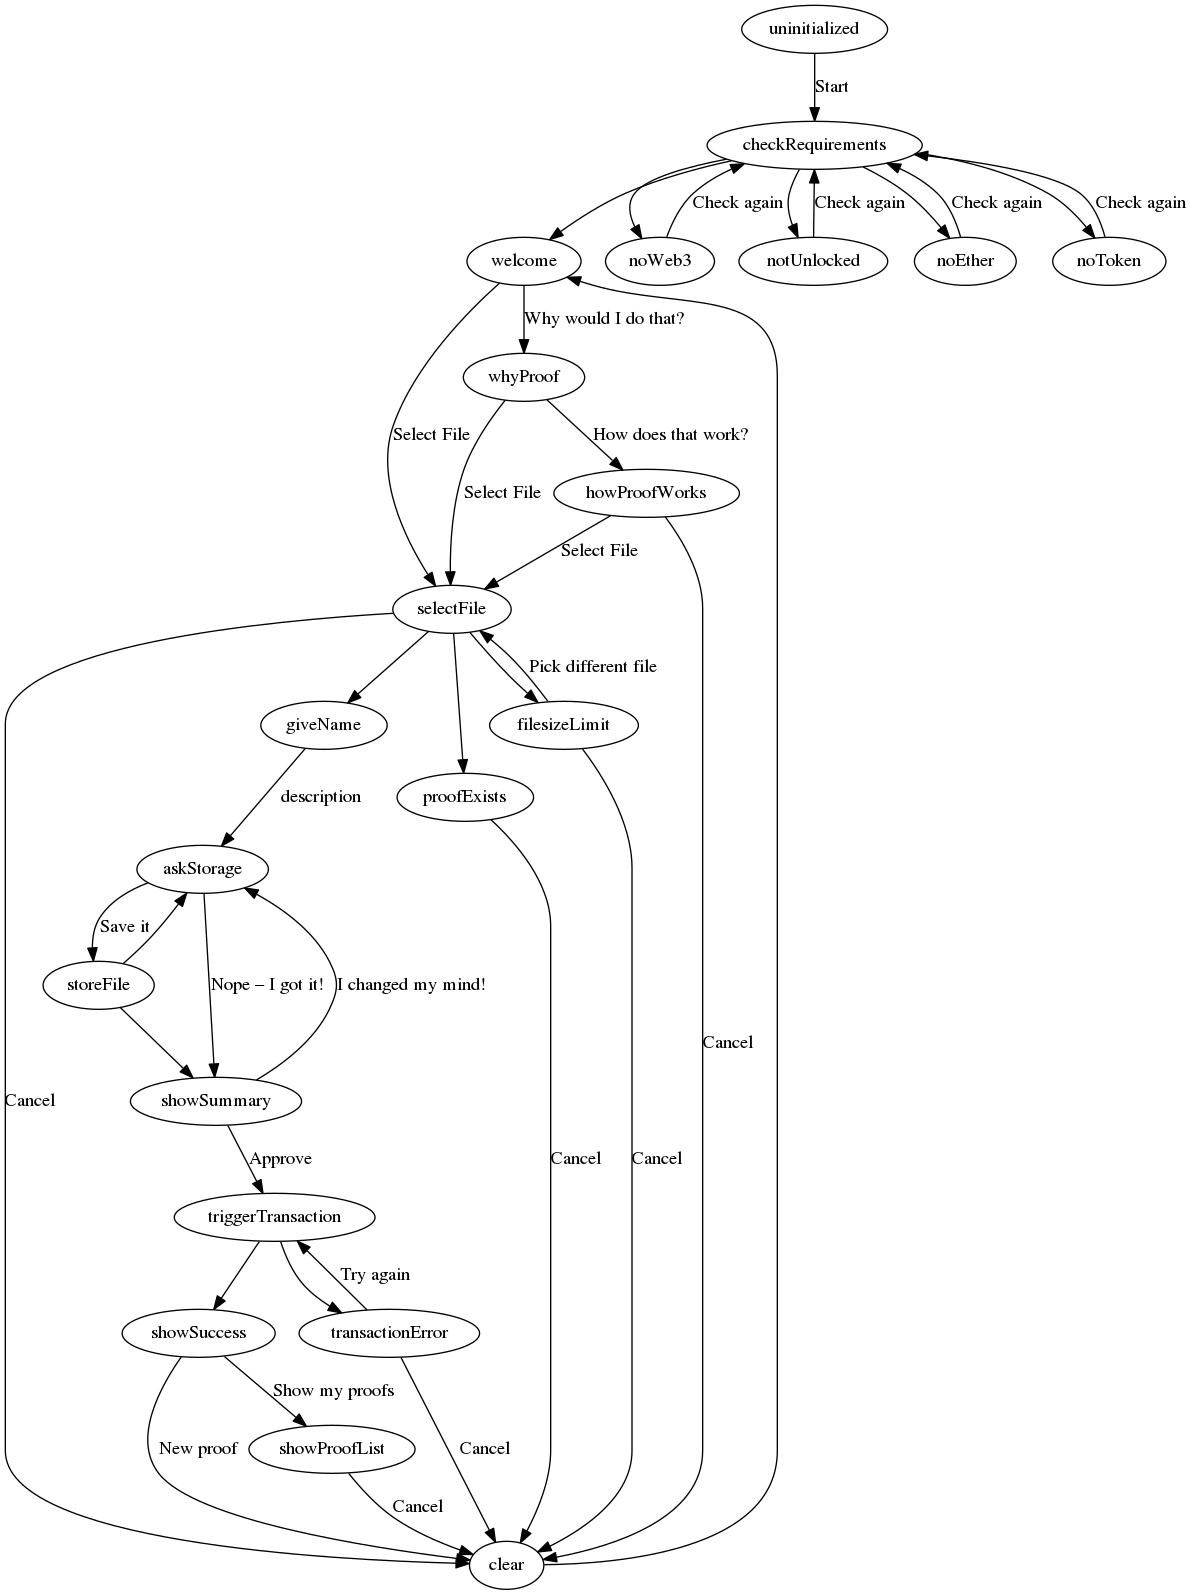 uninitialized
Start
checkRequirements
Check again
Check again
Check again
Check again
welcome
noWeb3
notUnlocked
noEther
noToken
Why would I do that?
whyProof
Select File
How does that work?
Select File
howProofWorks
Select File
selectFile
Pick different file
giveName
filesizeLimit
description
proofExists
askStorage
Save it
storeFile
Nope – I got it!
I changed my mind!
Cancel
Cancel
showSummary
Approve
Cancel
Cancel
triggerTransaction
Try again
showSuccess
transactionError
Show my proofs
New proof
showProofList
Cancel
Cancel
clear